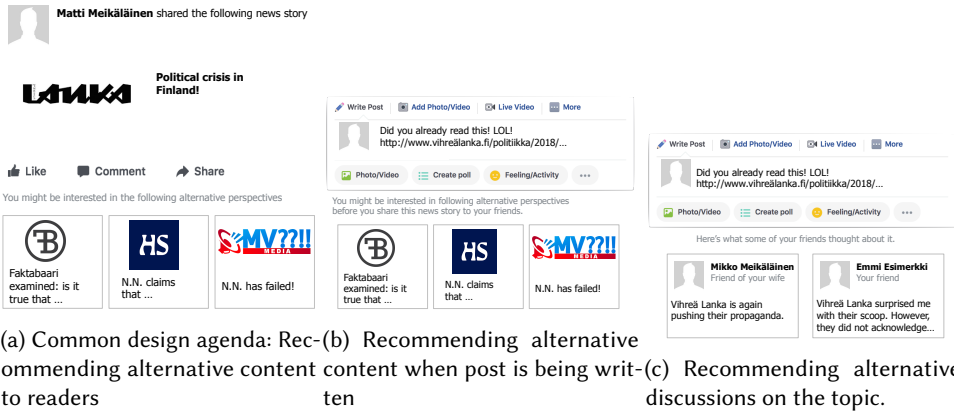 Matti Meikäläinen shared the following news story
LANKA
Political crisis in
Finland!
Like Comment Share
You might be interested in the following alternative perspectives
FB
Faktabaari
examined: is it
true that ...
HS
N.N. claims
that ...
MV??!!
MEDIA
N.N. has failed!
(a) Common design agenda: Rec-
ommending alternative content
to readers
Write Post Add Photo/Video Live Video More
Did you already read this! LOL!
http://www.vihreälanka.fi/politiikka/2018/...
Photo/Video Create poll Feeling/Activity
You might be interested in following alternative perspectives
before you share this news story to your friends.
FB
Faktabaari
examined: is it
true that ...
HS
N.N. claims
that ...
MV??!!
MEDIA
N.N. has failed!
(b) Recommending alternative
content when post is being writ-
ten
Write Post Add Photo/Video Live Video More
Did you already read this! LOL!
http://www.vihreälanka.fi/politiikka/2018/...
Photo/Video Create poll Feeling/Activity
Here's what some of your friends thought about it.
Mikko Meikäläinen
Friend of your wife
Vihreä Lanka is again
pushing their propaganda.
Emmi Esimerkki
Your friend
Vihreä Lanka surprised me
with their scoop. However,
they did not acknowledge...
(c) Recommending alternative
discussions on the topic.